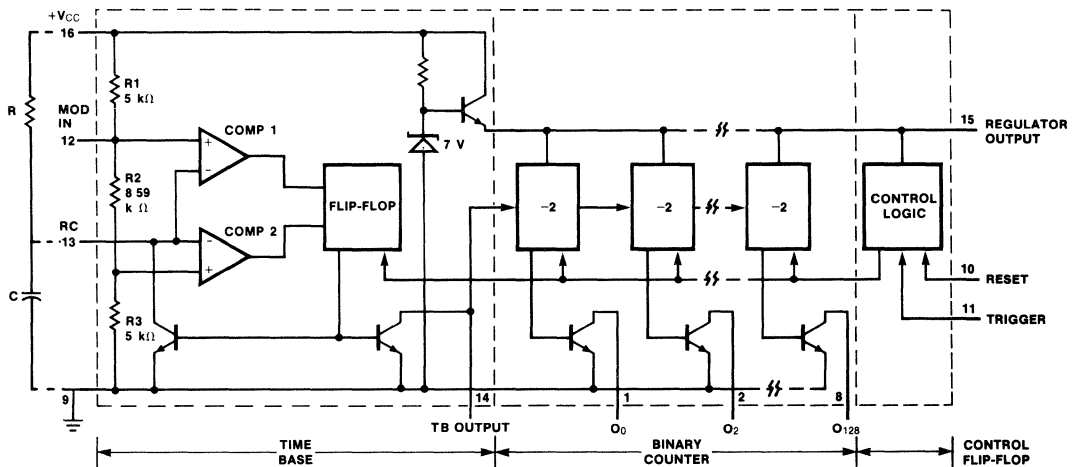 +VCC
16
R1
5 kΩ
R
MOD
IN
12
COMP 1
+
−
7 V
15
REGULATOR
OUTPUT
R2
8 59
k Ω
FLIP-FLOP
−2
−2
−2
CONTROL
LOGIC
RC
13
COMP 2
−
+
10
RESET
11
TRIGGER
C
R3
5 kΩ
9
14
1
2
8
TB OUTPUT
O0
O2
O128
TIME
BASE
BINARY
COUNTER
CONTROL
FLIP-FLOP